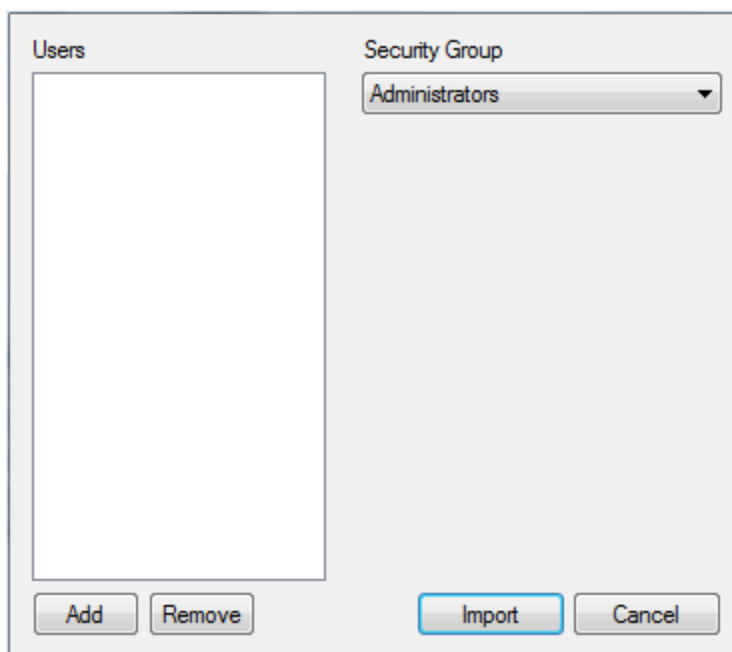 Users
Security Group
Administrators
Add
Remove
Import
Cancel